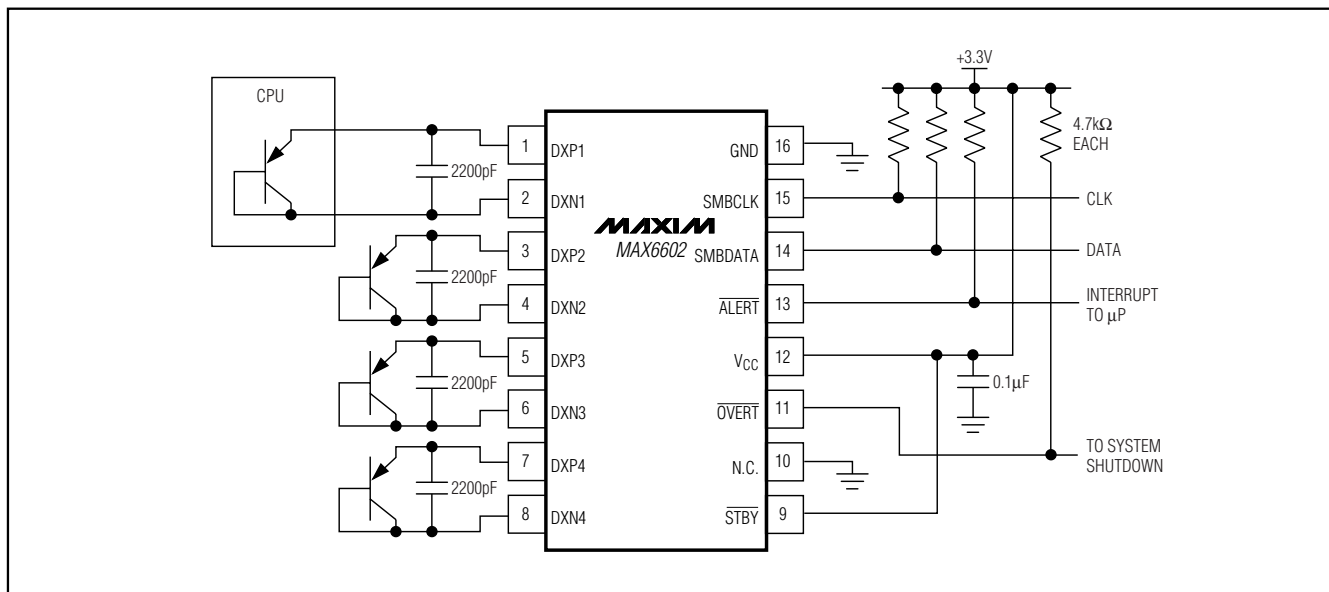 CPU
2200pF
2200pF
2200pF
2200pF
1 DXP1
2 DXN1
3 DXP2
4 DXN2
5 DXP3
6 DXN3
7 DXP4
8 DXN4
MAXIM
MAX6602
GND 16
SMBCLK 15
SMBDATA 14
ALERT 13
VCC 12
OVERT 11
N.C. 10
STBY 9
+3.3V
4.7kΩ
EACH
CLK
DATA
INTERRUPT
TO µP
0.1µF
TO SYSTEM
SHUTDOWN